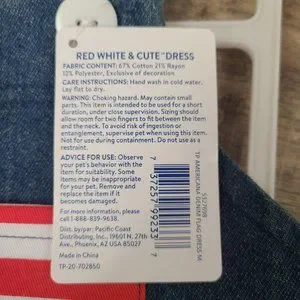 RED WHITE & CUTE™ DRESS
FABRIC CONTENT: 67% Cotton 21% Rayon
12% Polyester, Exclusive of decoration
CARE INSTRUCTIONS: Hand wash in cold water.
Lay flat to dry.
WARNING: Choking hazard. May contain small
parts. This item is intended to be used for a short
duration, under close supervision. Sizing should
allow room for two fingers to fit between the item
and the neck. To avoid risk of ingestion or
entanglement, supervise pet when using this item.
Not for use during containment. Do not use as a
restraint.
ADVICE FOR USE: Observe
your pet's behavior with the
item for suitability. Some
items may be inappropriate
for your pet. Remove and
replace the item if it
becomes damaged.
For more information, please
call 1-888-839-9638.
Dist. by/par: Pacific Coast
Distributing, Inc., 19601 N. 27th
Ave., Phoenix, AZ 85027
Made in China
TP-20-702850
TP AMERICANA DENIM FLAG DRESS M